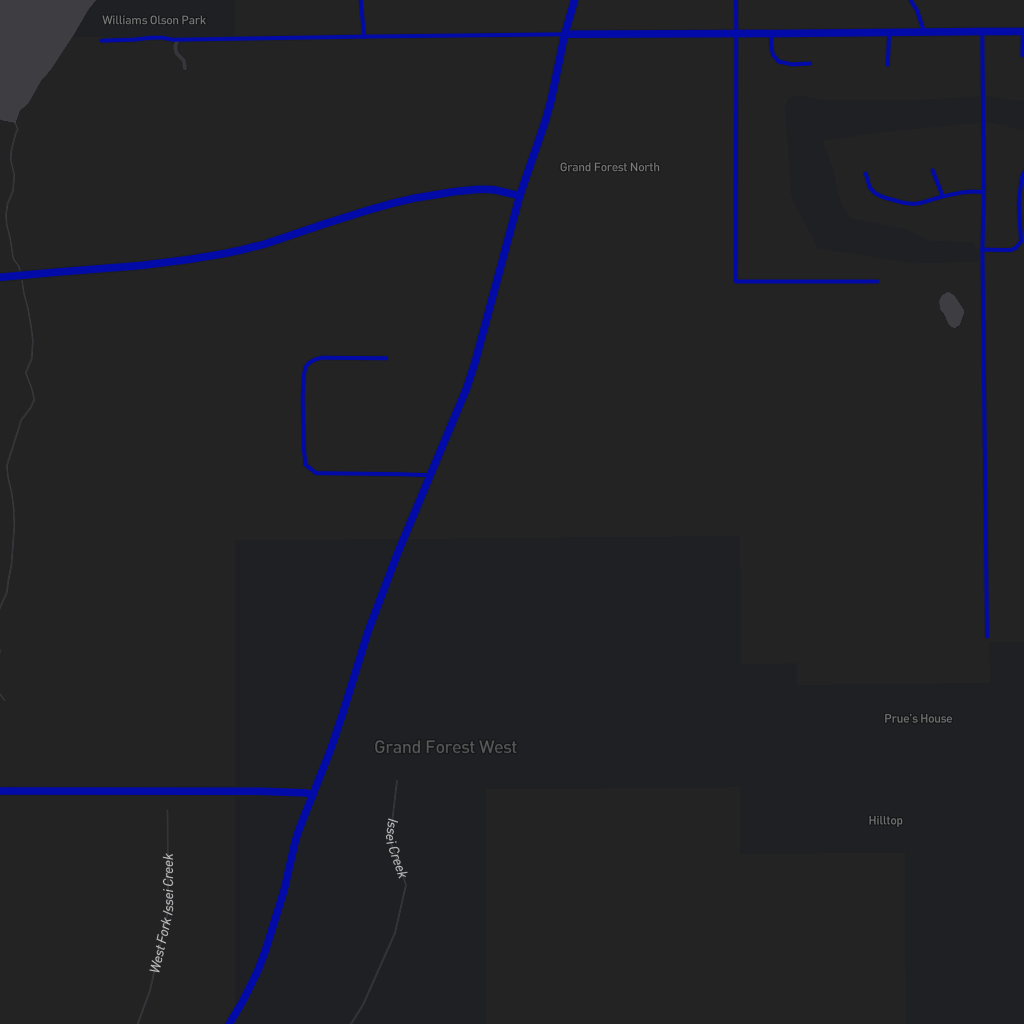 Williams Olson Park
Grand Forest North
Prue's House
Grand Forest West
Hilltop
Issei Creek
West Fork Issei Creek